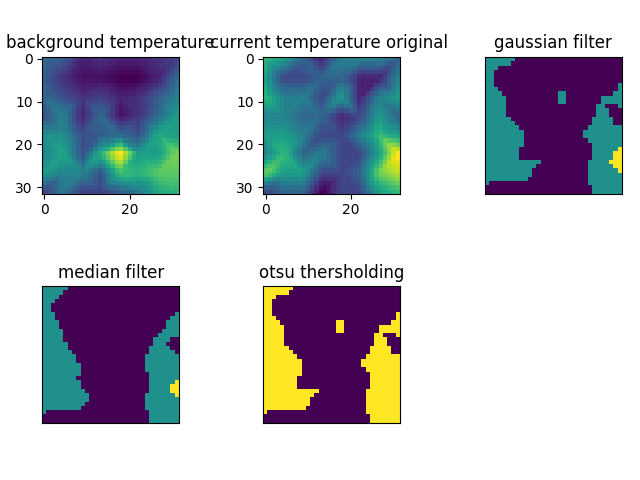 background temperature
current temperature original
gaussian filter
0
10
20
30
0
20
0
10
20
30
0
20
median filter
otsu thersholding